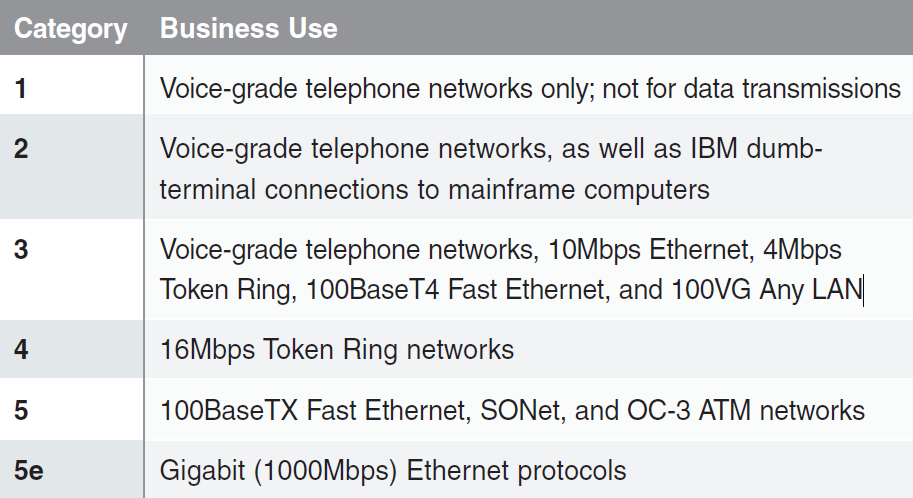 Category Business Use
1 Voice-grade telephone networks only; not for data transmissions
2 Voice-grade telephone networks, as well as IBM dumb-
terminal connections to mainframe computers
3 Voice-grade telephone networks, 10Mbps Ethernet, 4Mbps
Token Ring, 100BaseT4 Fast Ethernet, and 100VG Any LAN
4 16Mbps Token Ring networks
5 100BaseTX Fast Ethernet, SONet, and OC-3 ATM networks
5e Gigabit (1000Mbps) Ethernet protocols